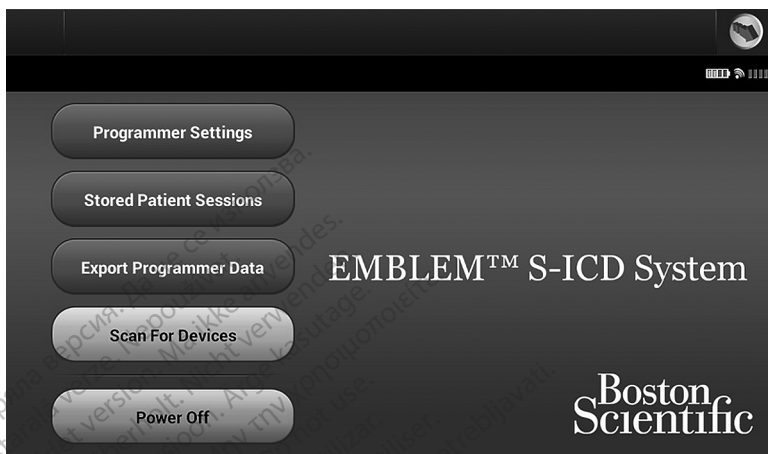 Programmer Settings
Stored Patient Sessions
Export Programmer Data
EMBLEM™ S-ICD System
Scan For Devices
Power Off
Boston
Scientific